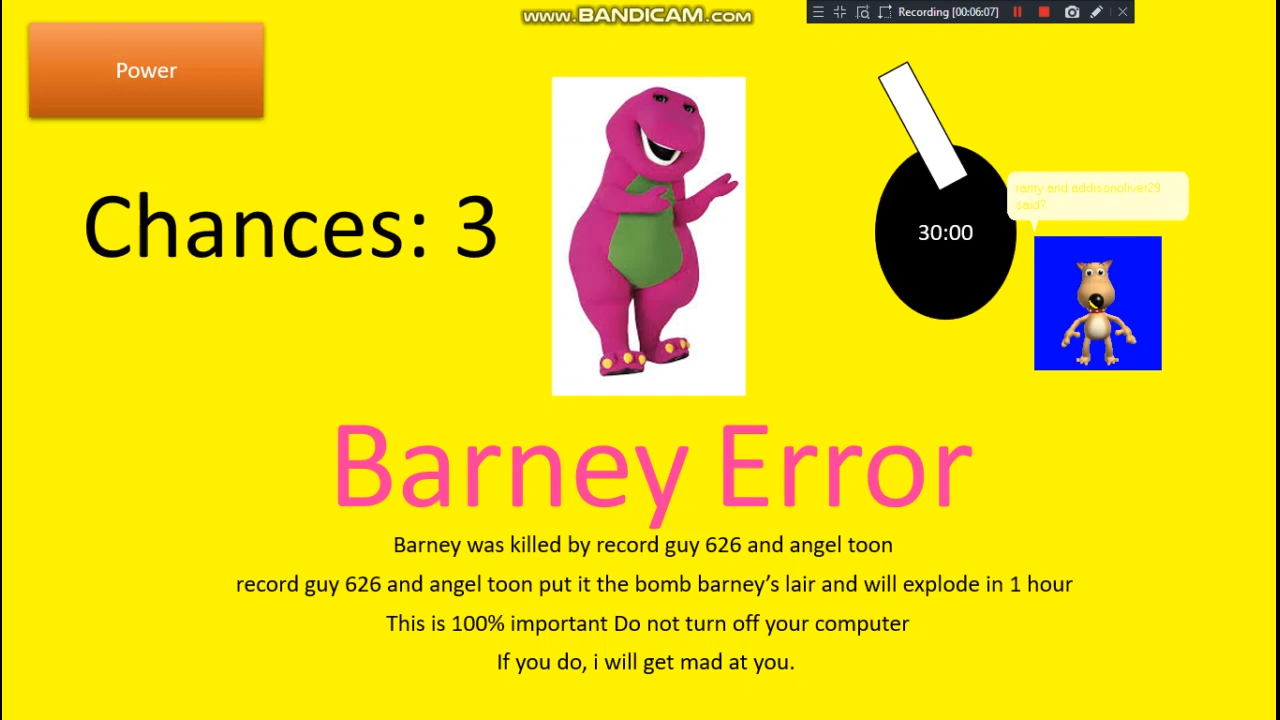 www.BANDICAM.com
Recording [00:06:07]
Power
Chances: 3
30:00
ramy and addisonoliver29
said?
Barney Error
Barney was killed by record guy 626 and angel toon
record guy 626 and angel toon put it the bomb barney’s lair and will explode in 1 hour
This is 100% important Do not turn off your computer
If you do, i will get mad at you.